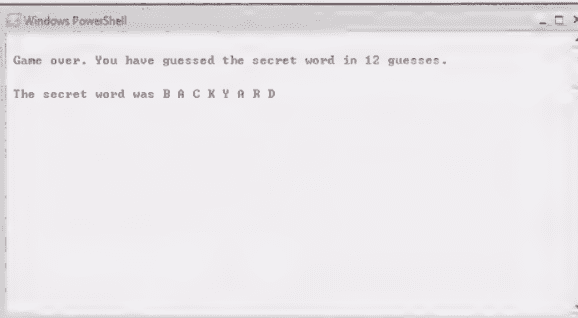 Windows PowerShell
Game over. You have guessed the secret word in 12 guesses.
The secret word was B A C K Y A R D